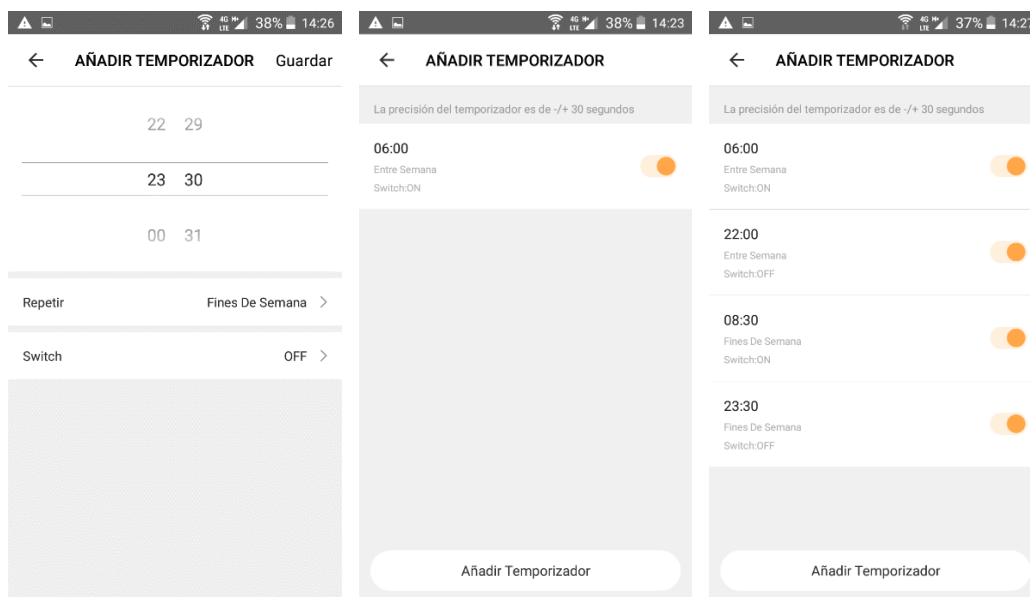 38% 14:26
AÑADIR TEMPORIZADOR Guardar
22 29
23 30
00 31
Repetir Fines De Semana
Switch OFF
38% 14:23
AÑADIR TEMPORIZADOR
La precisión del temporizador es de -/+ 30 segundos
06:00
Entre Semana
Switch:ON
Añadir Temporizador
37% 14:27
AÑADIR TEMPORIZADOR
La precisión del temporizador es de -/+ 30 segundos
06:00
Entre Semana
Switch:ON
22:00
Entre Semana
Switch:OFF
08:30
Fines De Semana
Switch:ON
23:30
Fines De Semana
Switch:OFF
Añadir Temporizador